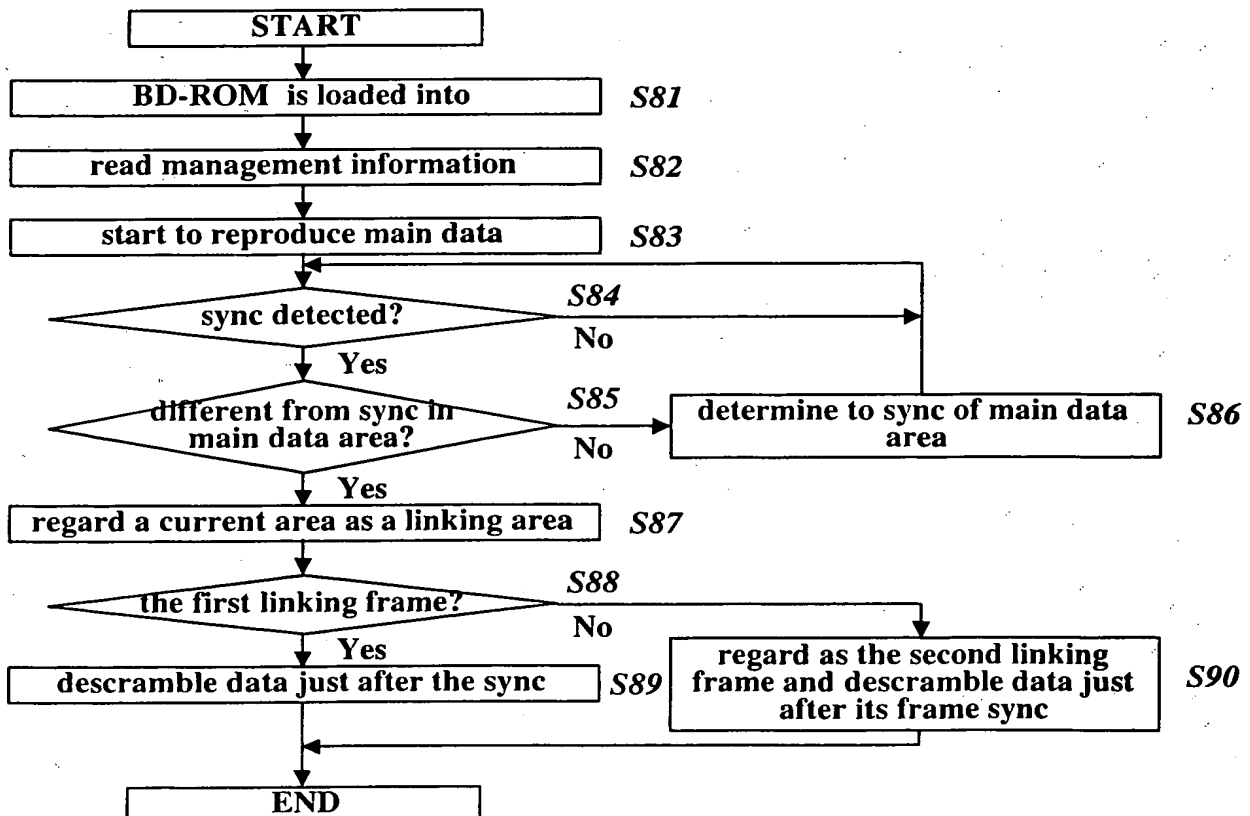 START
BD-ROM is loaded into
S81
read management information
S82
start to reproduce main data
S83
sync detected?
S84
No
Yes
different from sync in
main data area?
S85
No
determine to sync of main data
area
S86
Yes
regard a current area as a linking area
S87
the first linking frame?
S88
No
Yes
descramble data just after the sync
S89
regard as the second linking
frame and descramble data just
after its frame sync
S90
END